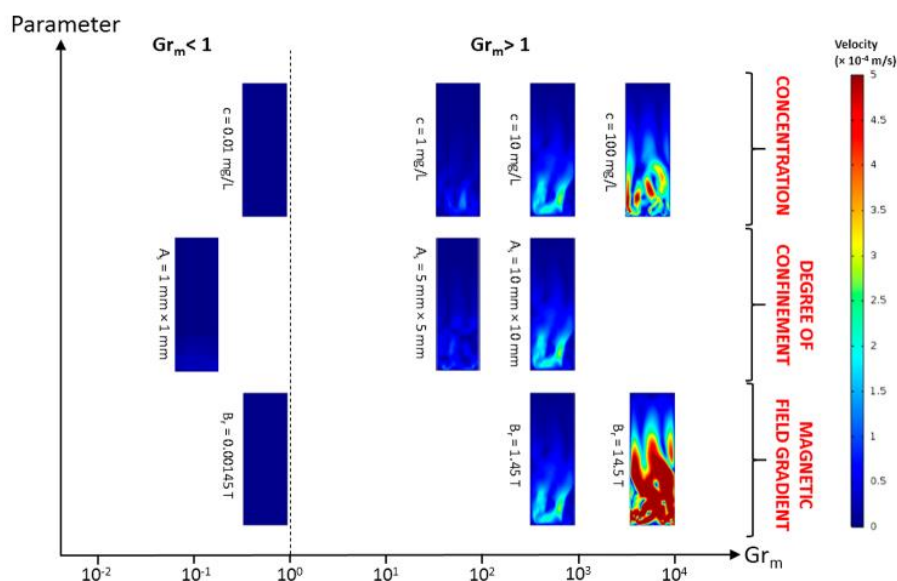 Parameter
Gr_m < 1
Gr_m > 1
Velocity
(× 10⁻⁴ m/s)
c = 0.01 mg/L
c = 1 mg/L
c = 10 mg/L
c = 100 mg/L
CONCENTRATION
A_s = 1 mm × 1 mm
A_s = 5 mm × 5 mm
A_s = 10 mm × 10 mm
DEGREE OF
CONFINEMENT
B_r = 0.00145 T
B_r = 1.45 T
B_r = 14.5 T
MAGNETIC
FIELD GRADIENT
5
4.5
4
3.5
3
2.5
2
1.5
1
0.5
0
10⁻²
10⁻¹
10⁰
10¹
10²
10³
10⁴
Gr_m